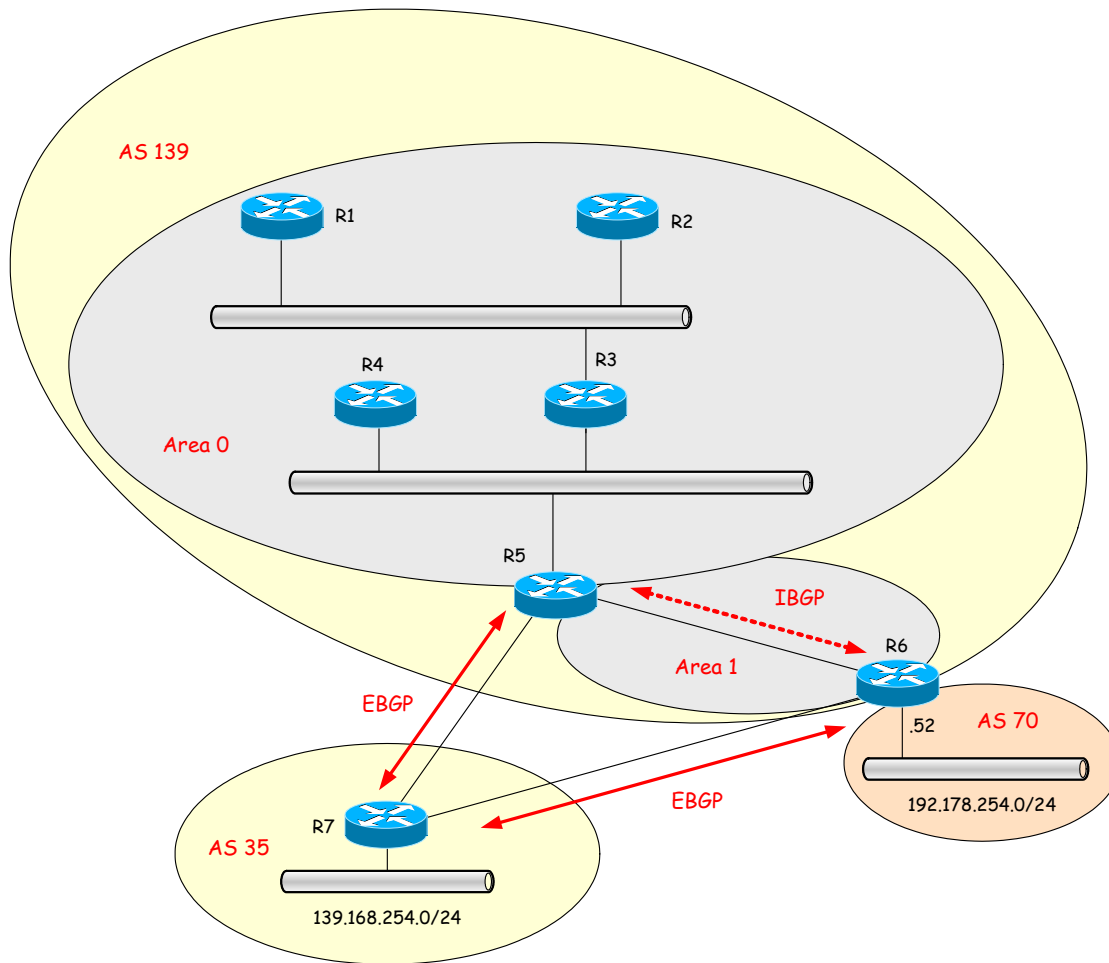 AS 139
R1
R2
R4
R3
Area 0
R5
IBGP
R6
Area 1
EBGP
AS 70
.52
EBGP
192.178.254.0/24
R7
AS 35
139.168.254.0/24